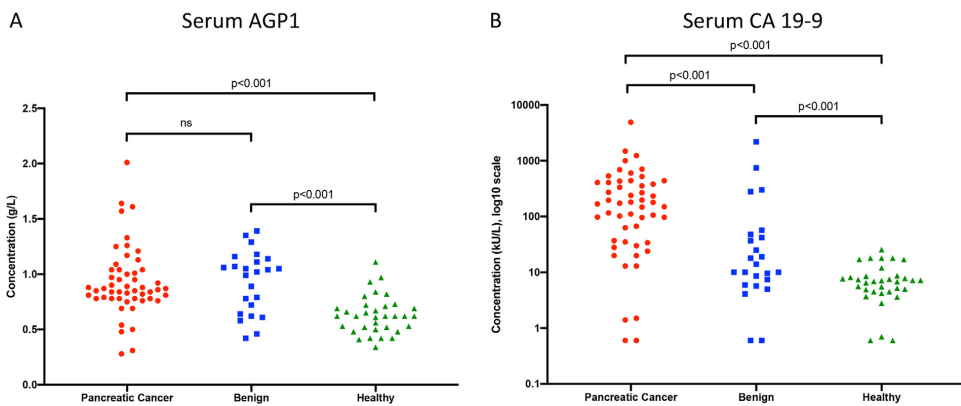 A
Serum AGP1
p<0.001
ns
p<0.001
Concentration (g/L)
2.5
2.0
1.5
1.0
0.5
0.0
Pancreatic Cancer
Benign
Healthy
B
Serum CA 19-9
p<0.001
p<0.001
p<0.001
Concentration (kU/L), log10 scale
10000
1000
100
10
1
0.1
Pancreatic Cancer
Benign
Healthy